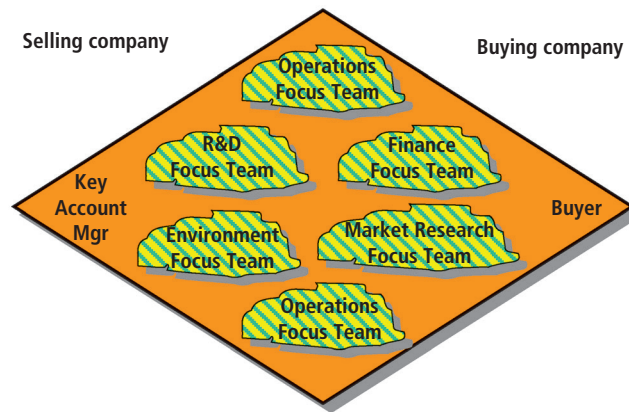 Selling company
Buying company
Operations
Focus Team
R&D
Focus Team
Finance
Focus Team
Key
Account
Mgr
Buyer
Environment
Focus Team
Market Research
Focus Team
Operations
Focus Team